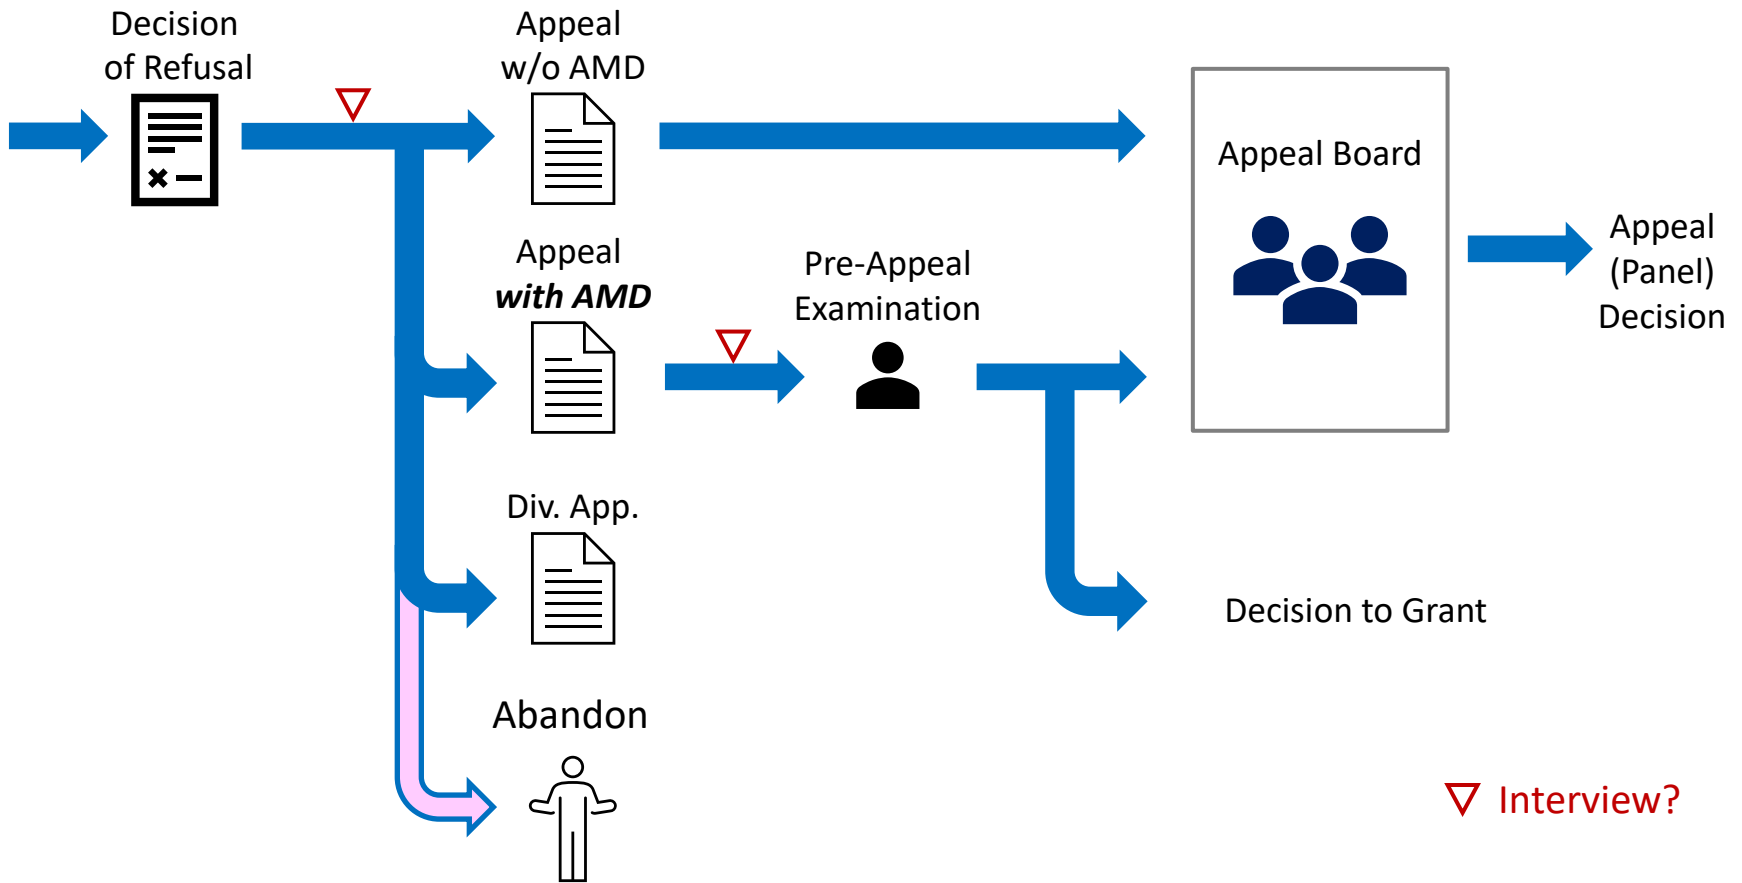 Decision
of Refusal
Appeal
w/o AMD
Appeal Board
Appeal
(Panel)
Decision
Appeal
with AMD
Pre-Appeal
Examination
Div. App.
Decision to Grant
Abandon
Interview?